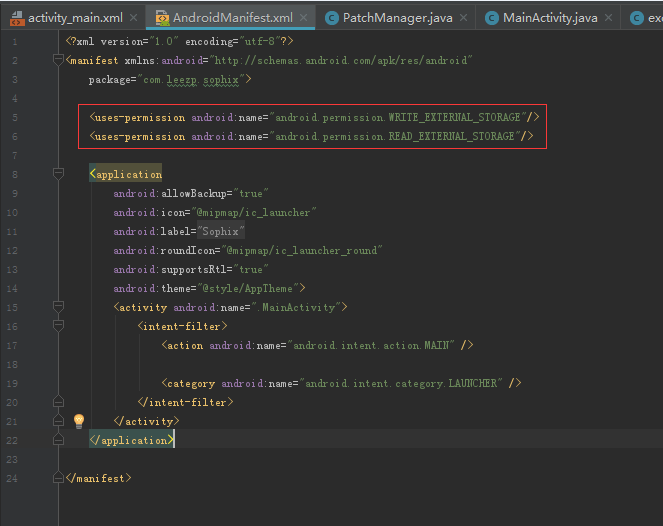 activity_main.xml AndroidManifest.xml PatchManager.java MainActivity.java exe
1 <?xml version="1.0" encoding="utf-8"?>
2 <manifest xmlns:android="http://schemas.android.com/apk/res/android"
3 package="com.leezp.sophix">
4
5 <uses-permission android:name="android.permission.WRITE_EXTERNAL_STORAGE"/>
6 <uses-permission android:name="android.permission.READ_EXTERNAL_STORAGE"/>
7
8 <application
9 android:allowBackup="true"
10 android:icon="@mipmap/ic_launcher"
11 android:label="Sophix"
12 android:roundIcon="@mipmap/ic_launcher_round"
13 android:supportsRtl="true"
14 android:theme="@style/AppTheme">
15 <activity android:name=".MainActivity">
16 <intent-filter>
17 <action android:name="android.intent.action.MAIN" />
18
19 <category android:name="android.intent.category.LAUNCHER" />
20 </intent-filter>
21 </activity>
22 </application>
23
24 </manifest>